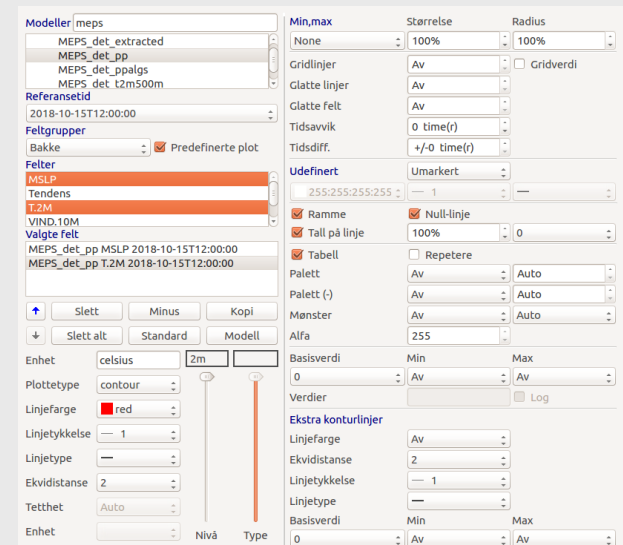 Modeller meps
MEPS_det_extracted
MEPS_det_pp
MEPS_det_ppalgs
MEPS_det_t2m500m
Referansetid
2018-10-15T12:00:00
Feltgrupper
Bakke Predefinerte plot
Felter
MSLP
Tendens
T.2M
VIND.10M
Valgte felt
MEPS_det_pp MSLP 2018-10-15T12:00:00
MEPS_det_pp T.2M 2018-10-15T12:00:00
Slett Minus Kopi
Slett alt Standard Modell
Enhet celsius 2m
Plottetype contour
Linjefarge red
Linjetykkelse 1
Linjetype
Ekvidistanse 2
Tetthet Auto
Enhet
Nivå Type
Min,max Størrelse Radius
None 100% 100%
Gridlinjer Av Gridverdi
Glatte linjer Av
Glatte felt Av
Tidsavvik 0 time(r)
Tidsdiff. +/-0 time(r)
Udefinert Umarkert
255:255:255:255 1
Ramme Null-linje
Tall på linje 100% 0
Tabell Repetere
Palett Av Auto
Palett (-) Av Auto
Mønster Av Auto
Alfa 255
Basisverdi Min Max
0 Av Av
Verdier Log
Ekstra konturlinjer
Linjefarge Av
Ekvidistanse 2
Linjetykkelse 1
Linjetype
Basisverdi Min Max
0 Av Av